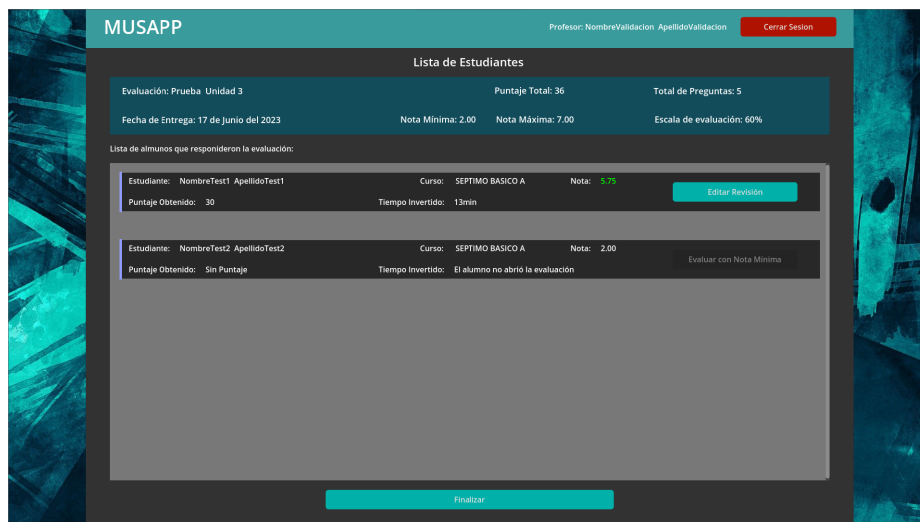 MUSAPP
Profesor: NombreValidacion ApellidoValidacion
Cerrar Sesion
Lista de Estudiantes
Evaluación: Prueba Unidad 3
Puntaje Total: 36
Total de Preguntas: 5
Fecha de Entrega: 17 de Junio del 2023
Nota Mínima: 2.00
Nota Máxima: 7.00
Escala de evaluación: 60%
Lista de almunos que respionderon la evaluación:
Estudiante: NombreTest1 ApellidoTest1
Curso: SEPTIMO BASICO A
Nota: 5.75
Editar Revisión
Puntaje Obtenido: 30
Tiempo Invertido: 13min
Estudiante: NombreTest2 ApellidoTest2
Curso: SEPTIMO BASICO A
Nota: 2.00
Evaluar con Nota Mínima
Puntaje Obtenido: Sin Puntaje
Tiempo Invertido: El alumno no abrió la evaluación
Finalizar